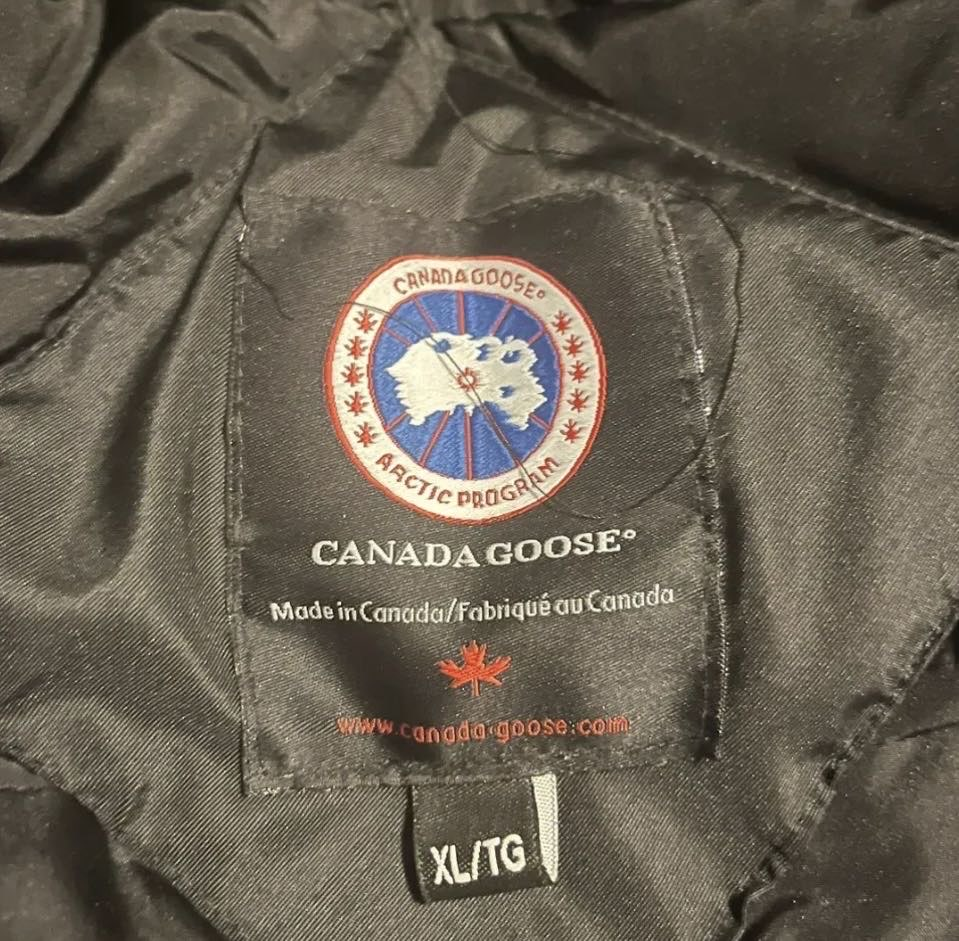 CANADA GOOSE®
ARCTIC PROGRAM
CANADA GOOSE®
Made in Canada/Fabriqué au Canada
www.canada-goose.com
XL/TG